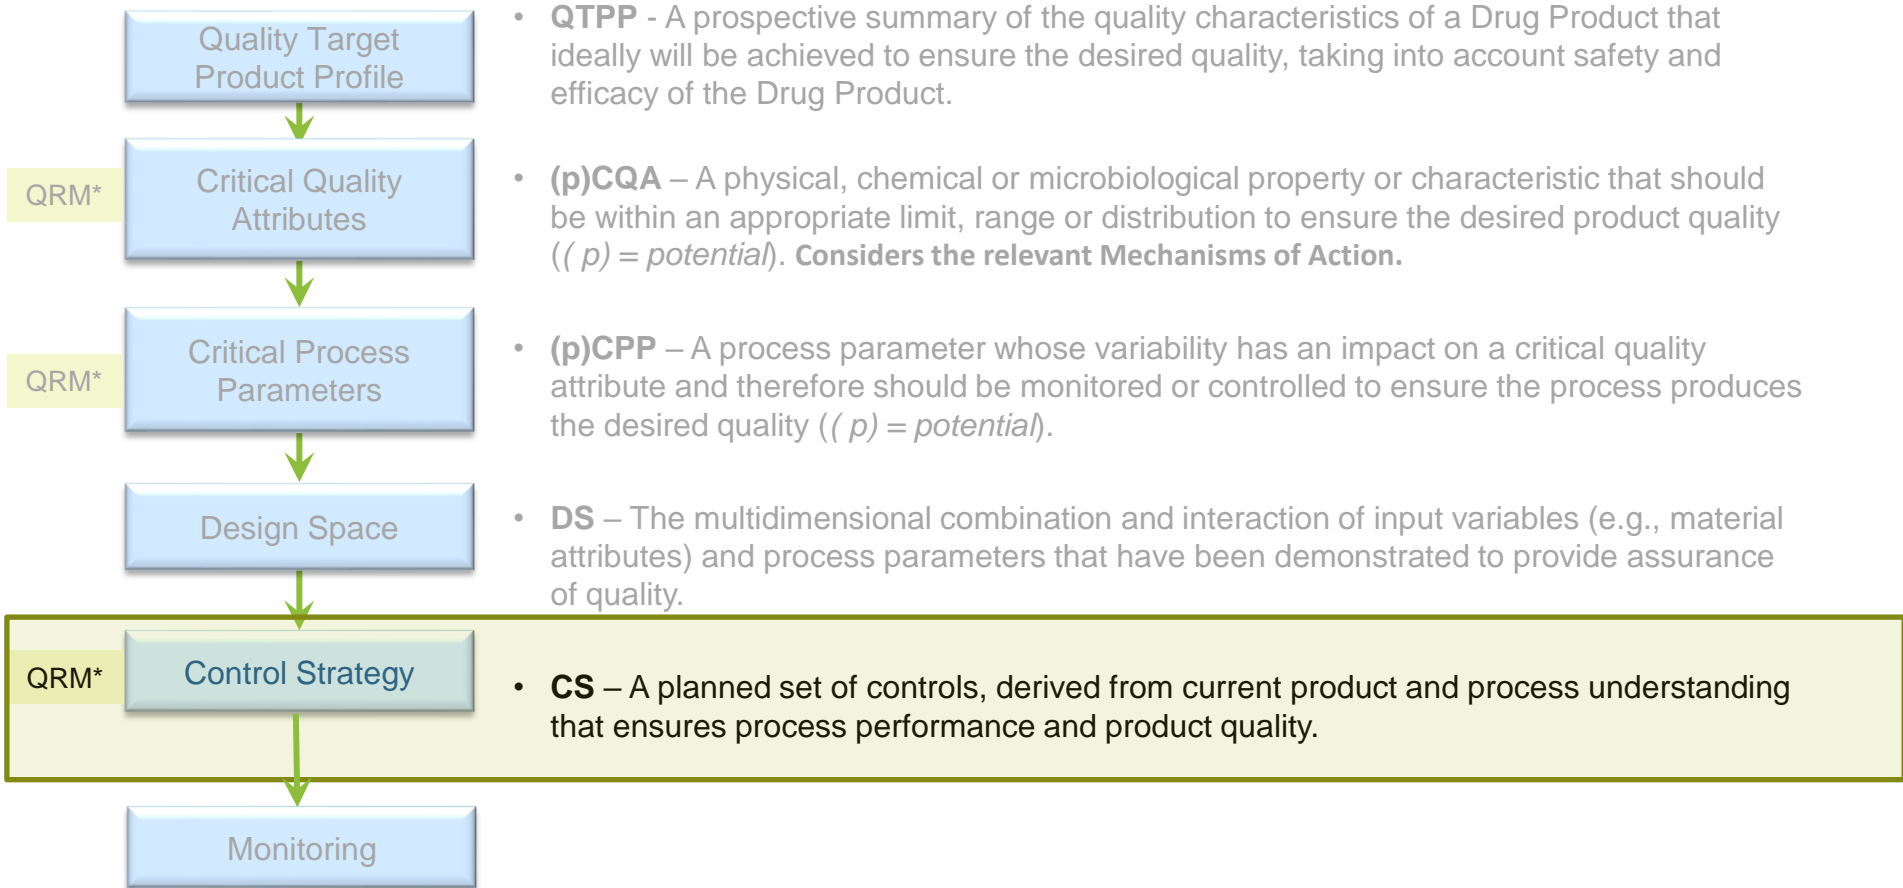 Quality Target
Product Profile
• QTPP - A prospective summary of the quality characteristics of a Drug Product that
ideally will be achieved to ensure the desired quality, taking into account safety and
efficacy of the Drug Product.
QRM*
Critical Quality
Attributes
• (p)CQA – A physical, chemical or microbiological property or characteristic that should
be within an appropriate limit, range or distribution to ensure the desired product quality
(( p) = potential). Considers the relevant Mechanisms of Action.
QRM*
Critical Process
Parameters
• (p)CPP – A process parameter whose variability has an impact on a critical quality
attribute and therefore should be monitored or controlled to ensure the process produces
the desired quality (( p) = potential).
Design Space
• DS – The multidimensional combination and interaction of input variables (e.g., material
attributes) and process parameters that have been demonstrated to provide assurance
of quality.
QRM*
Control Strategy
• CS – A planned set of controls, derived from current product and process understanding
that ensures process performance and product quality.
Monitoring